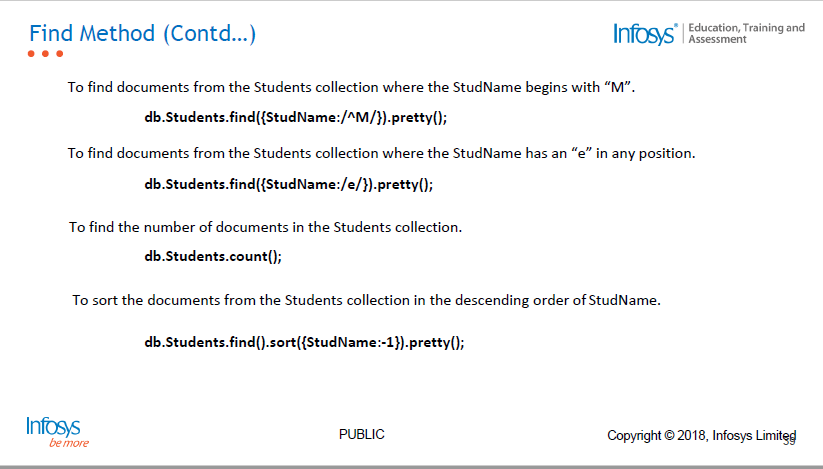 Find Method (Contd...)
Infosys® | Education, Training and
Assessment
To find documents from the Students collection where the StudName begins with “M”.
db.Students.find({StudName:/^M/}).pretty();
To find documents from the Students collection where the StudName has an “e” in any position.
db.Students.find({StudName:/e/}).pretty();
To find the number of documents in the Students collection.
db.Students.count();
To sort the documents from the Students collection in the descending order of StudName.
db.Students.find().sort({StudName:-1}).pretty();
Infosys
be more
PUBLIC
Copyright © 2018, Infosys Limited
39